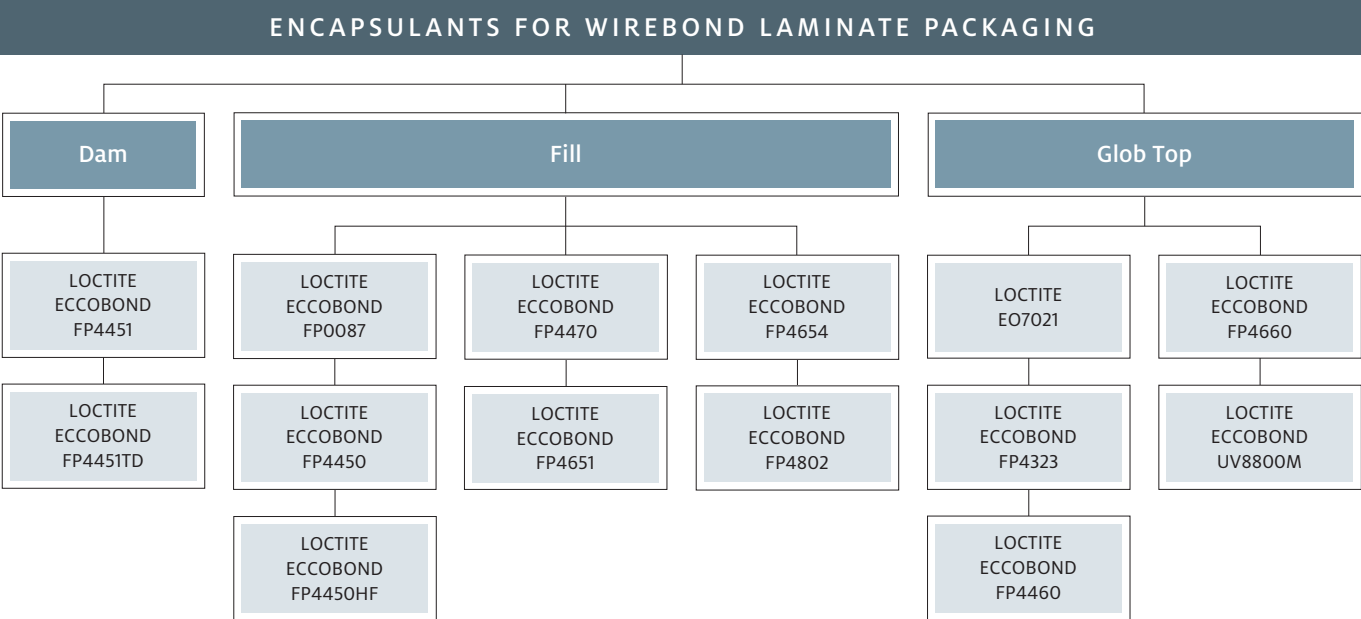 ENCAPSULANTS FOR WIREBOND LAMINATE PACKAGING
Dam
LOCTITE
ECCOBOND
FP4451
LOCTITE
ECCOBOND
FP4451TD
Fill
LOCTITE
ECCOBOND
FP0087
LOCTITE
ECCOBOND
FP4450
LOCTITE
ECCOBOND
FP4450HF
LOCTITE
ECCOBOND
FP4470
LOCTITE
ECCOBOND
FP4651
LOCTITE
ECCOBOND
FP4654
LOCTITE
ECCOBOND
FP4802
Glob Top
LOCTITE
EO7021
LOCTITE
ECCOBOND
FP4323
LOCTITE
ECCOBOND
FP4460
LOCTITE
ECCOBOND
FP4660
LOCTITE
ECCOBOND
UV8800M